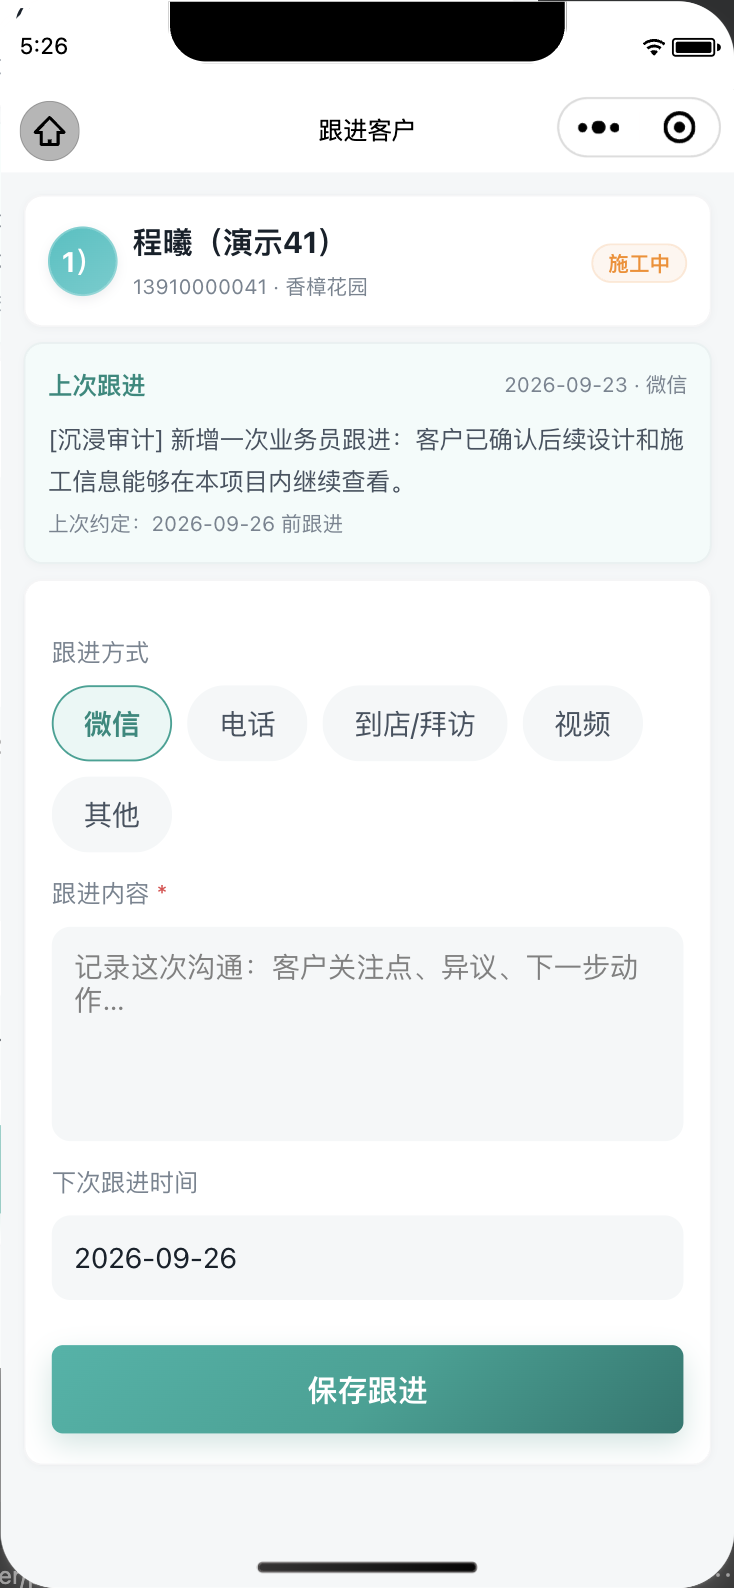 5:26
跟进客户
1）
程曦（演示41）
13910000041 · 香樟花园
施工中
上次跟进
2026-09-23 · 微信
[沉浸审计] 新增一次业务员跟进：客户已确认后续设计和施
工信息能够在本项目内继续查看。
上次约定：2026-09-26 前跟进
跟进方式
微信
电话
到店/拜访
视频
其他
跟进内容 *
记录这次沟通：客户关注点、异议、下一步动
作...
下次跟进时间
2026-09-26
保存跟进